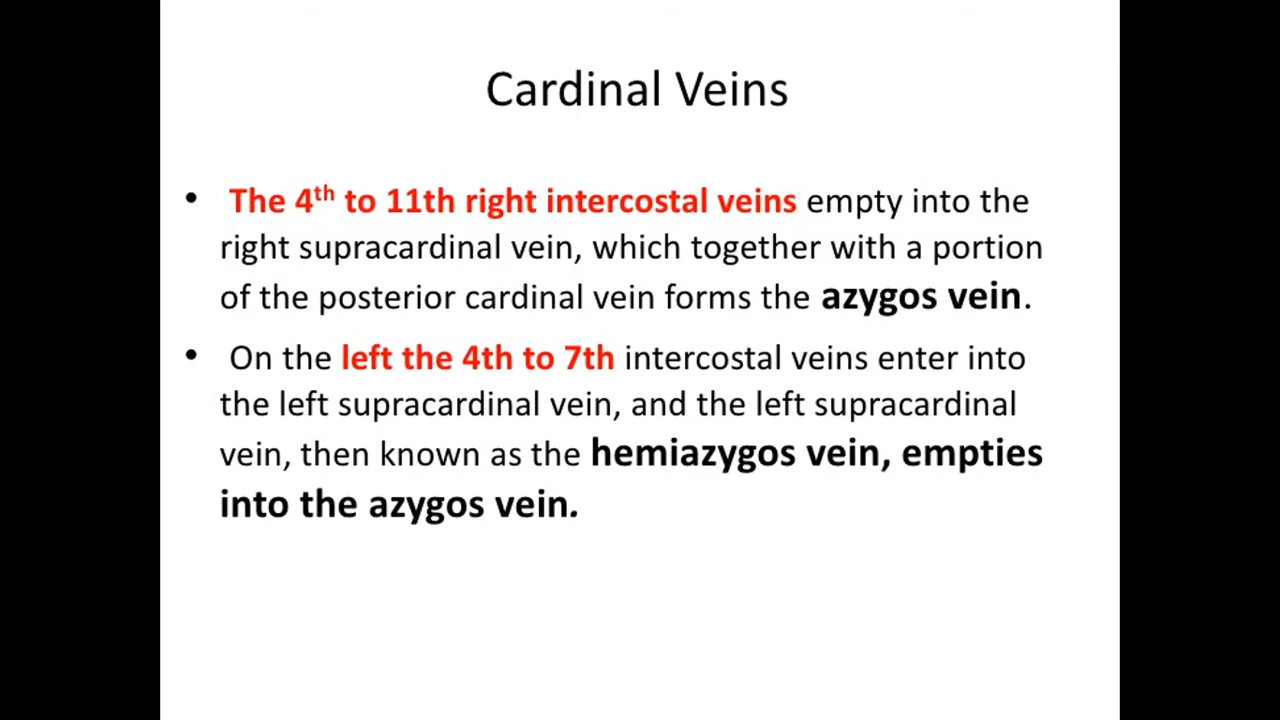 Cardinal Veins
• The 4th to 11th right intercostal veins empty into the
right supracardinal vein, which together with a portion
of the posterior cardinal vein forms the azygos vein.
• On the left the 4th to 7th intercostal veins enter into
the left supracardinal vein, and the left supracardinal
vein, then known as the hemiazygos vein, empties
into the azygos vein.